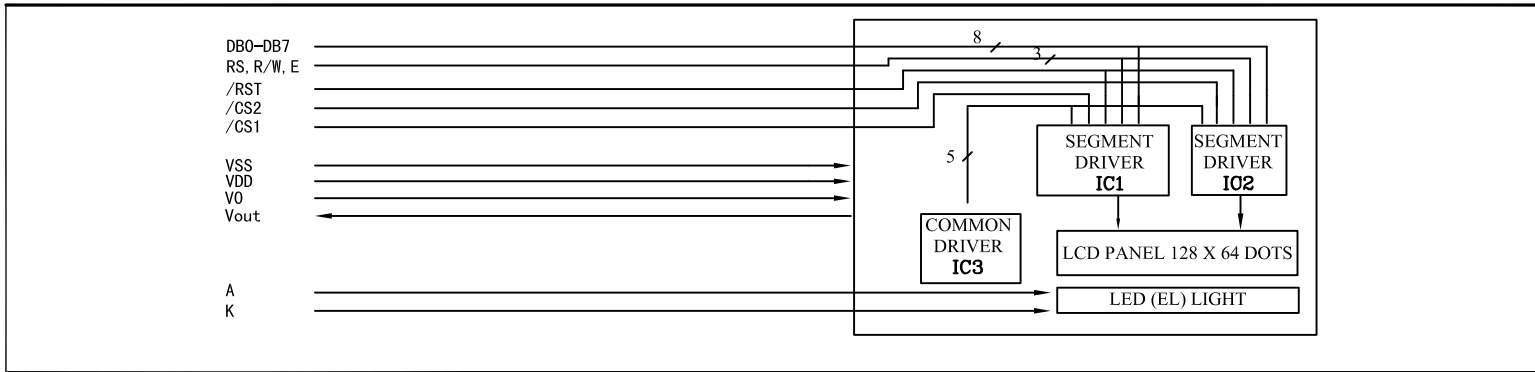 DB0-DB7
RS,R/W,E
/RST
/CS2
/CS1
VSS
VDD
V0
Vout
A
K
8
3
5
SEGMENT
DRIVER
IC1
SEGMENT
DRIVER
IC2
COMMON
DRIVER
IC3
LCD PANEL 128 X 64 DOTS
LED (EL) LIGHT